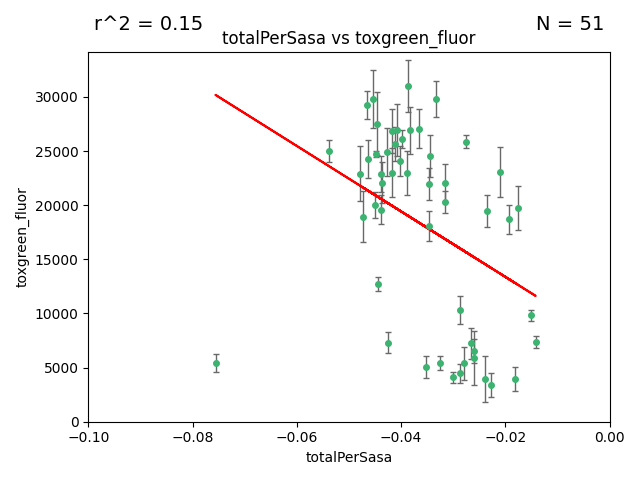 r^2 = 0.15
N = 51
totalPerSasa vs toxgreen_fluor
30000
25000
20000
15000
10000
5000
0
toxgreen_fluor
−0.10
−0.08
−0.06
−0.04
−0.02
0.00
totalPerSasa